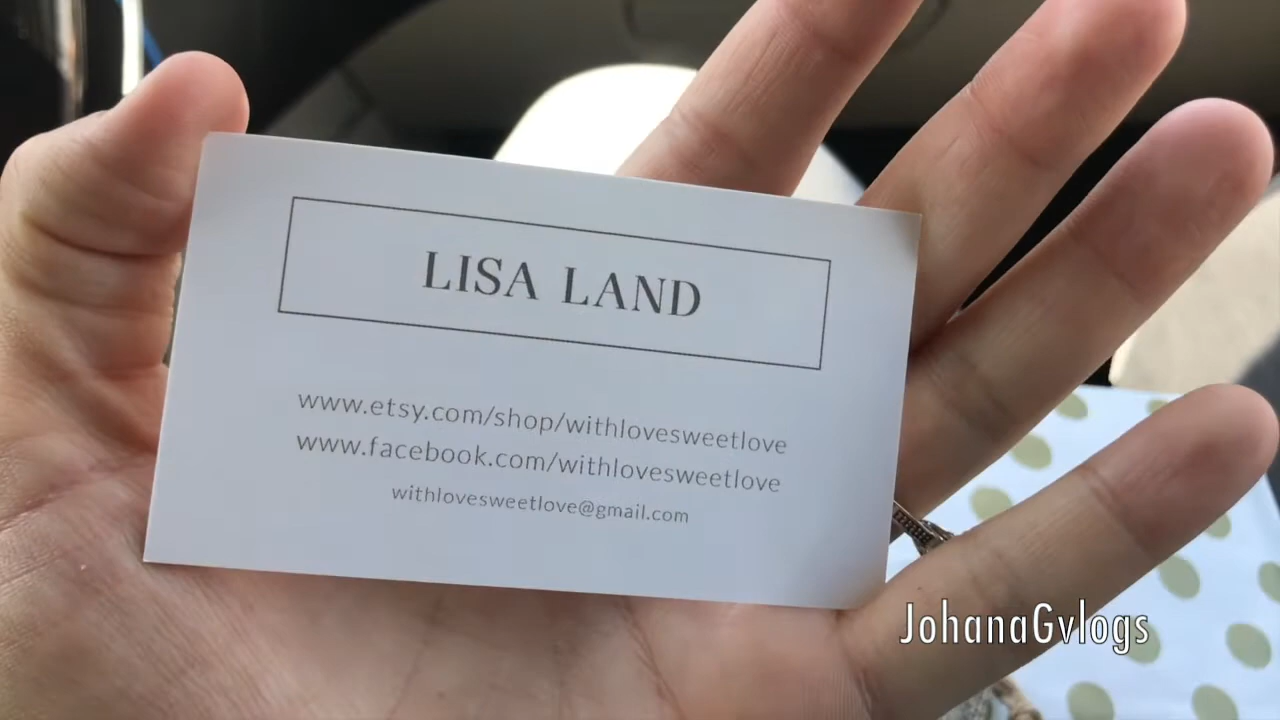 LISA LAND
www.etsy.com/shop/withlovesweetlove
www.facebook.com/withlovesweetlove
withlovesweetlove@gmail.com
JohanaGvlogs